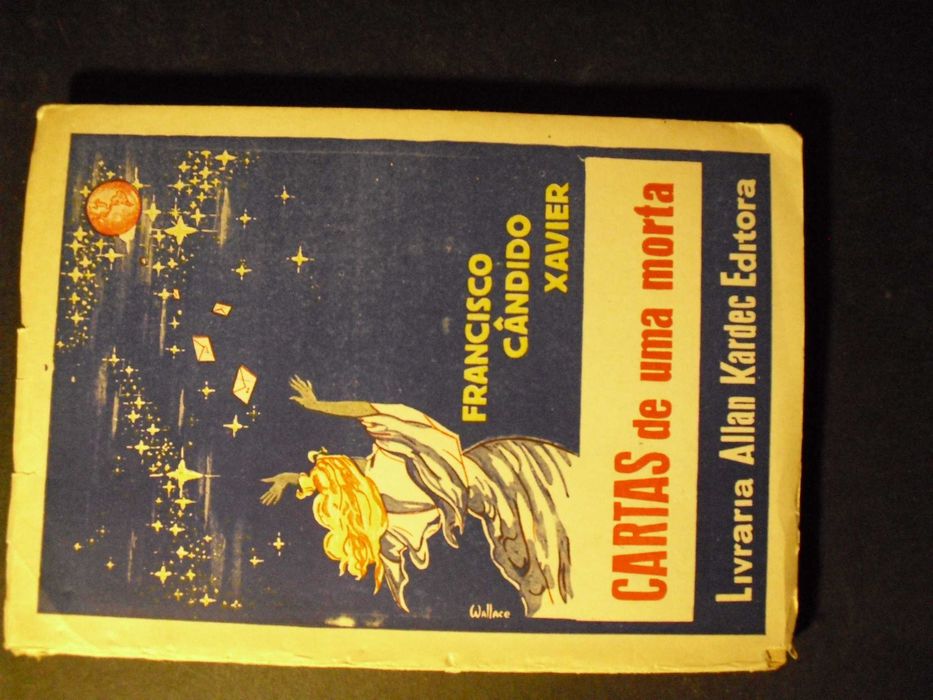 FRANCISCO
CÂNDIDO
XAVIER
Wallace
CARTAS de uma morta
Livraria Allan Kardec Editora